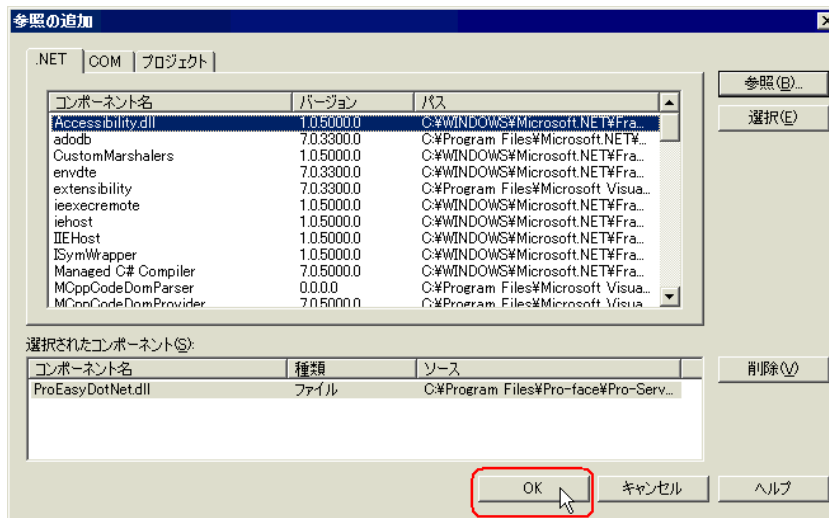 参照の追加
.NET COM プロジェクト
参照(B)...
選択(E)
コンポーネント名 バージョン パス
Accessibility.dll 1.0.5000.0 C:¥WINDOWS¥Microsoft.NET¥Fra...
adodb 7.0.3300.0 C:¥Program Files¥Microsoft.NET¥...
CustomMarshalers 1.0.5000.0 C:¥WINDOWS¥Microsoft.NET¥Fra...
envdte 7.0.3300.0 C:¥WINDOWS¥Microsoft.NET¥Fra...
extensibility 7.0.3300.0 C:¥Program Files¥Microsoft Visua...
ieexecremote 1.0.5000.0 C:¥WINDOWS¥Microsoft.NET¥Fra...
iehost 1.0.5000.0 C:¥WINDOWS¥Microsoft.NET¥Fra...
IIEHost 1.0.5000.0 C:¥WINDOWS¥Microsoft.NET¥Fra...
ISymWrapper 1.0.5000.0 C:¥WINDOWS¥Microsoft.NET¥Fra...
Managed C# Compiler 7.0.5000.0 C:¥WINDOWS¥Microsoft.NET¥Fra...
MCppCodeDomParser 0.0.0.0 C:¥Program Files¥Microsoft Visua...
MCppCodeDomProvider 7.0.5000.0 C:¥Program Files¥Microsoft Visua...
選択されたコンポーネント(S):
コンポーネント名 種類 ソース
ProEasyDotNet.dll ファイル C:¥Program Files¥Pro-face¥Pro-Serv...
削除(V)
OK キャンセル ヘルプ